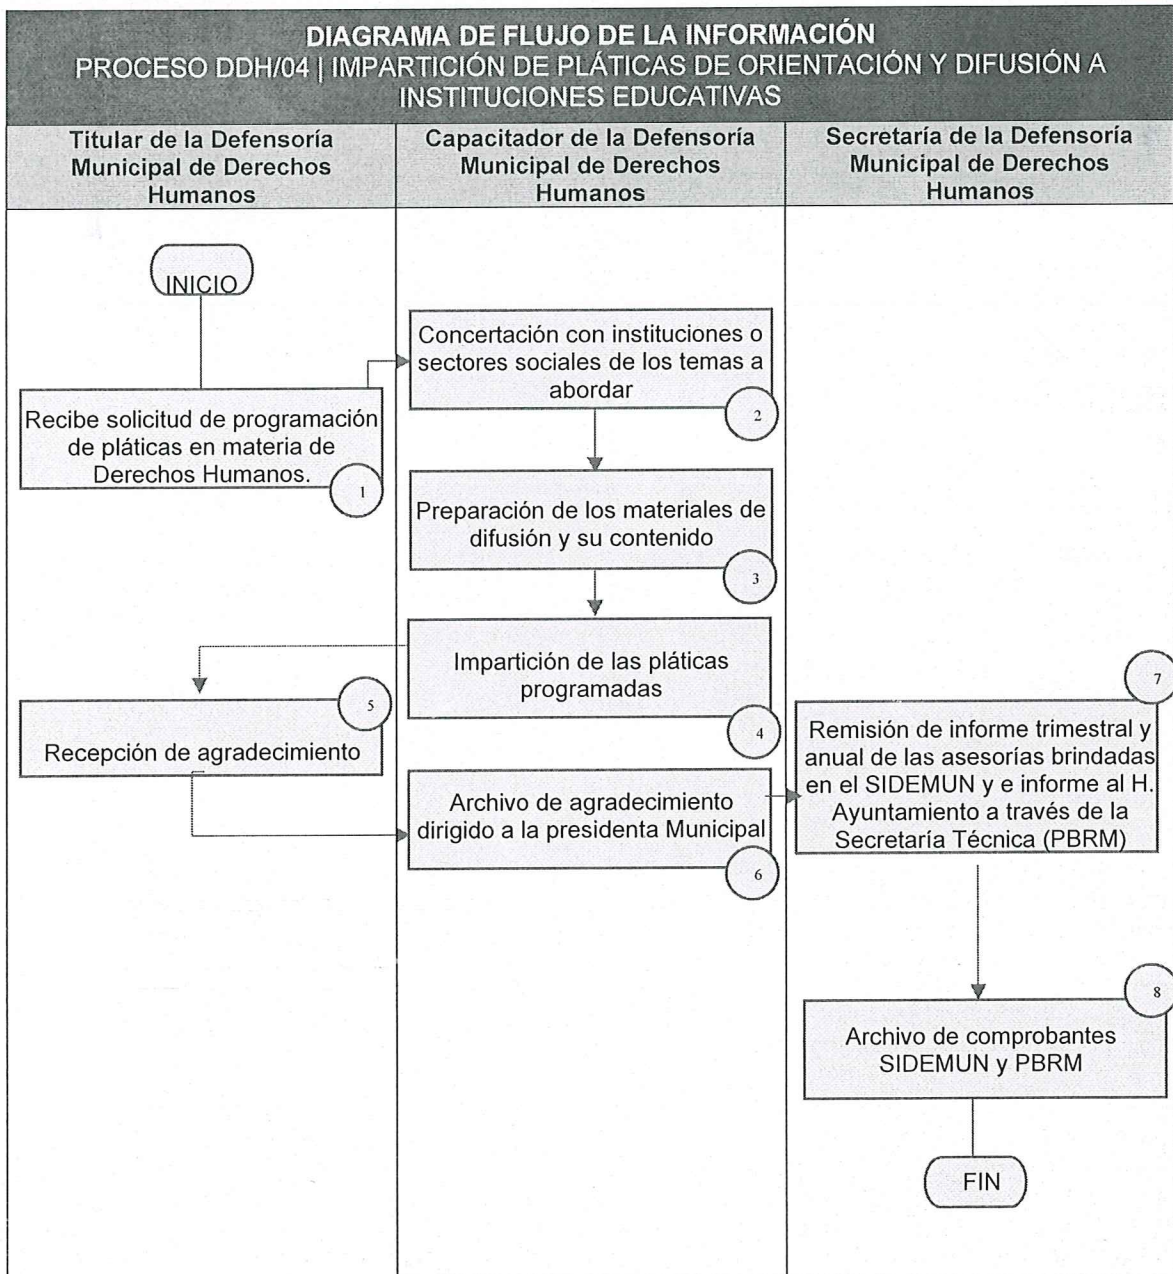 DIAGRAMA DE FLUJO DE LA INFORMACIÓN
PROCESO DDH/04 | IMPARTICIÓN DE PLÁTICAS DE ORIENTACIÓN Y DIFUSIÓN A
INSTITUCIONES EDUCATIVAS
Titular de la Defensoría
Municipal de Derechos
Humanos
Capacitador de la Defensoría
Municipal de Derechos
Humanos
Secretaría de la Defensoría
Municipal de Derechos
Humanos
INICIO
Recibe solicitud de programación
de pláticas en materia de
Derechos Humanos.
1
Concertación con instituciones o
sectores sociales de los temas a
abordar
2
Preparación de los materiales de
difusión y su contenido
3
Impartición de las pláticas
programadas
4
5
Recepción de agradecimiento
Archivo de agradecimiento
dirigido a la presidenta Municipal
6
7
Remisión de informe trimestral y
anual de las asesorías brindadas
en el SIDEMUN y e informe al H.
Ayuntamiento a través de la
Secretaría Técnica (PBRM)
8
Archivo de comprobantes
SIDEMUN y PBRM
FIN